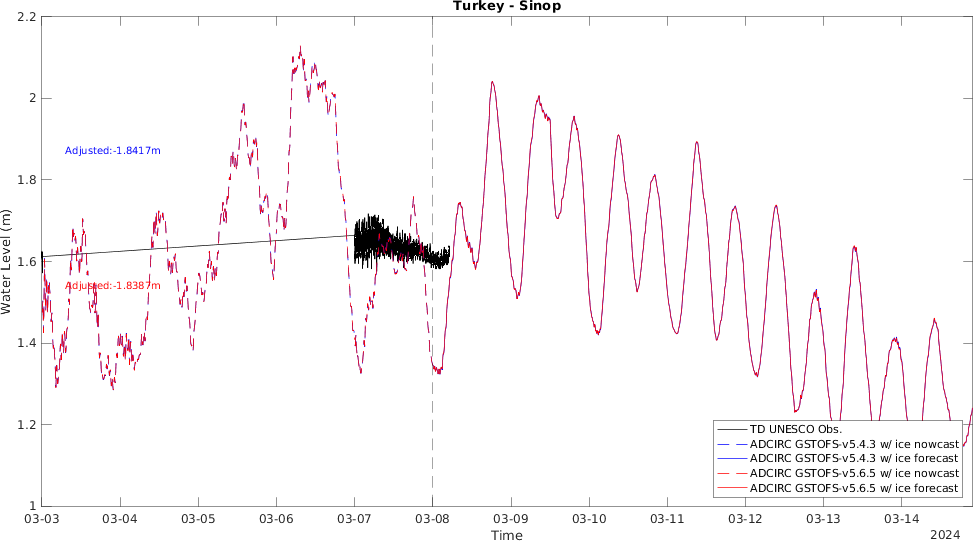 Turkey - Sinop
2.2
2
1.8
1.6
1.4
1.2
1
Water Level (m)
Adjusted:-1.8417m
Adjusted:-1.8387m
TD UNESCO Obs.
ADCIRC GSTOFS-v5.4.3 w/ ice nowcast
ADCIRC GSTOFS-v5.4.3 w/ ice forecast
ADCIRC GSTOFS-v5.6.5 w/ ice nowcast
ADCIRC GSTOFS-v5.6.5 w/ ice forecast
03-03 03-04 03-05 03-06 03-07 03-08 03-09 03-10 03-11 03-12 03-13 03-14
Time
2024